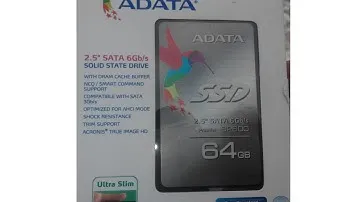 ADATA
2.5" SATA 6Gb/s
SOLID STATE DRIVE
WITH DRAM CACHE BUFFER
NCQ / SMART COMMAND
SUPPORT
COMPATIBLE WITH SATA
3Gb/s
OPTIMIZED FOR AHCI MODE
SHOCK RESISTANCE
TRIM SUPPORT
ACRONIS® TRUE IMAGE HD
Ultra Slim
ADATA
SSD
2.5" SATA 6Gb/s
SP600
64GB